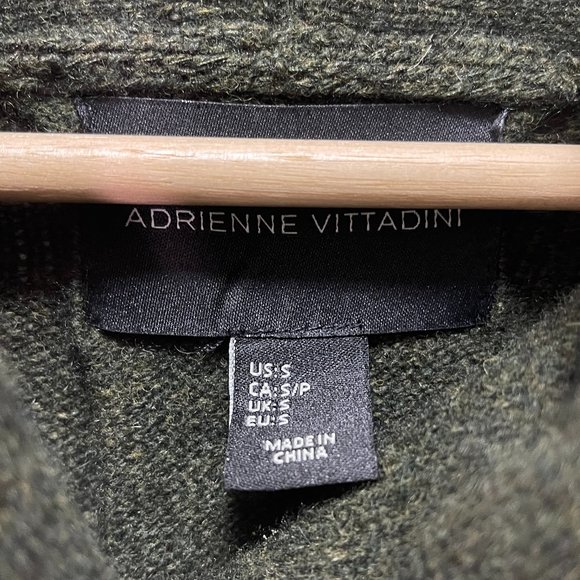 ADRIENNE VITTADINI
US:S
CA:S/P
UK:S
EU:S
MADE IN
CHINA